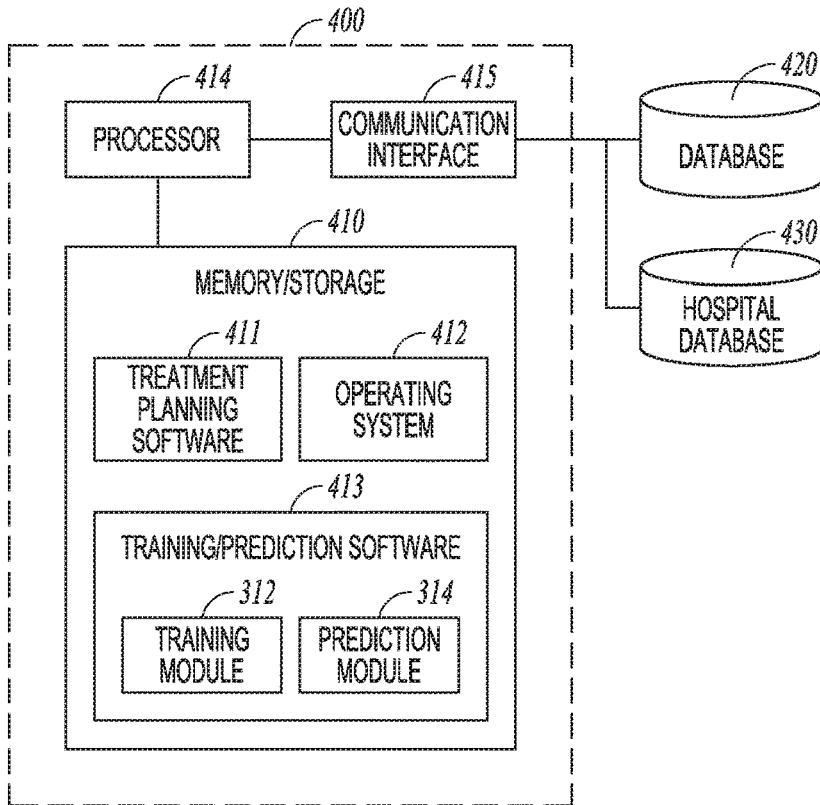 400
414
415
420
PROCESSOR
COMMUNICATION
INTERFACE
DATABASE
410
430
MEMORY/STORAGE
HOSPITAL
DATABASE
411
412
TREATMENT
PLANNING
SOFTWARE
OPERATING
SYSTEM
413
TRAINING/PREDICTION SOFTWARE
312
314
TRAINING
MODULE
PREDICTION
MODULE